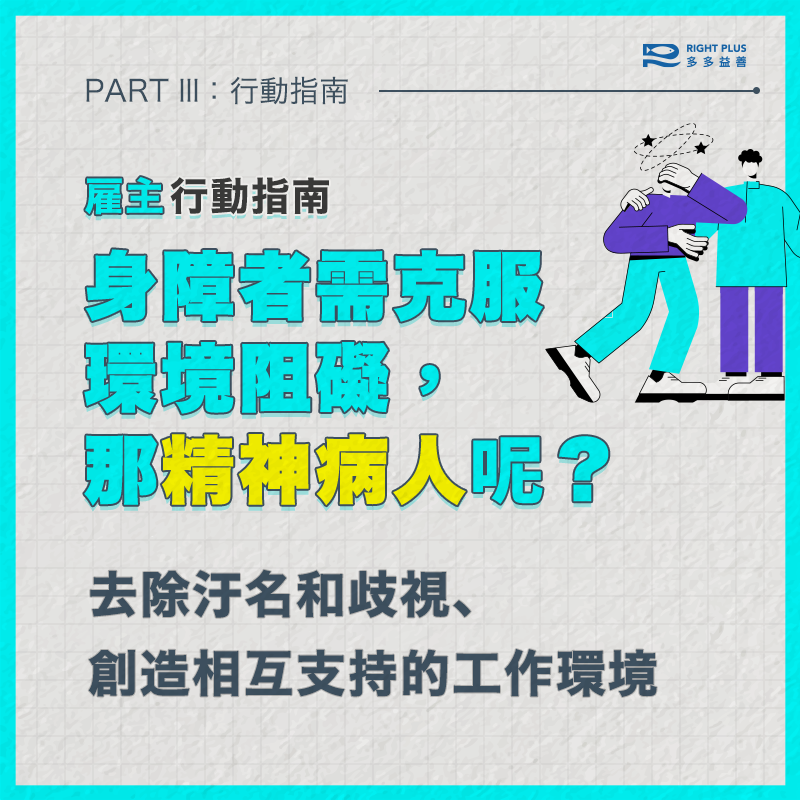 RIGHT PLUS
多多益善
PART III：行動指南
雇主行動指南
身障者需克服
環境阻礙，
那精神病人呢？
去除汙名和歧視、
創造相互支持的工作環境